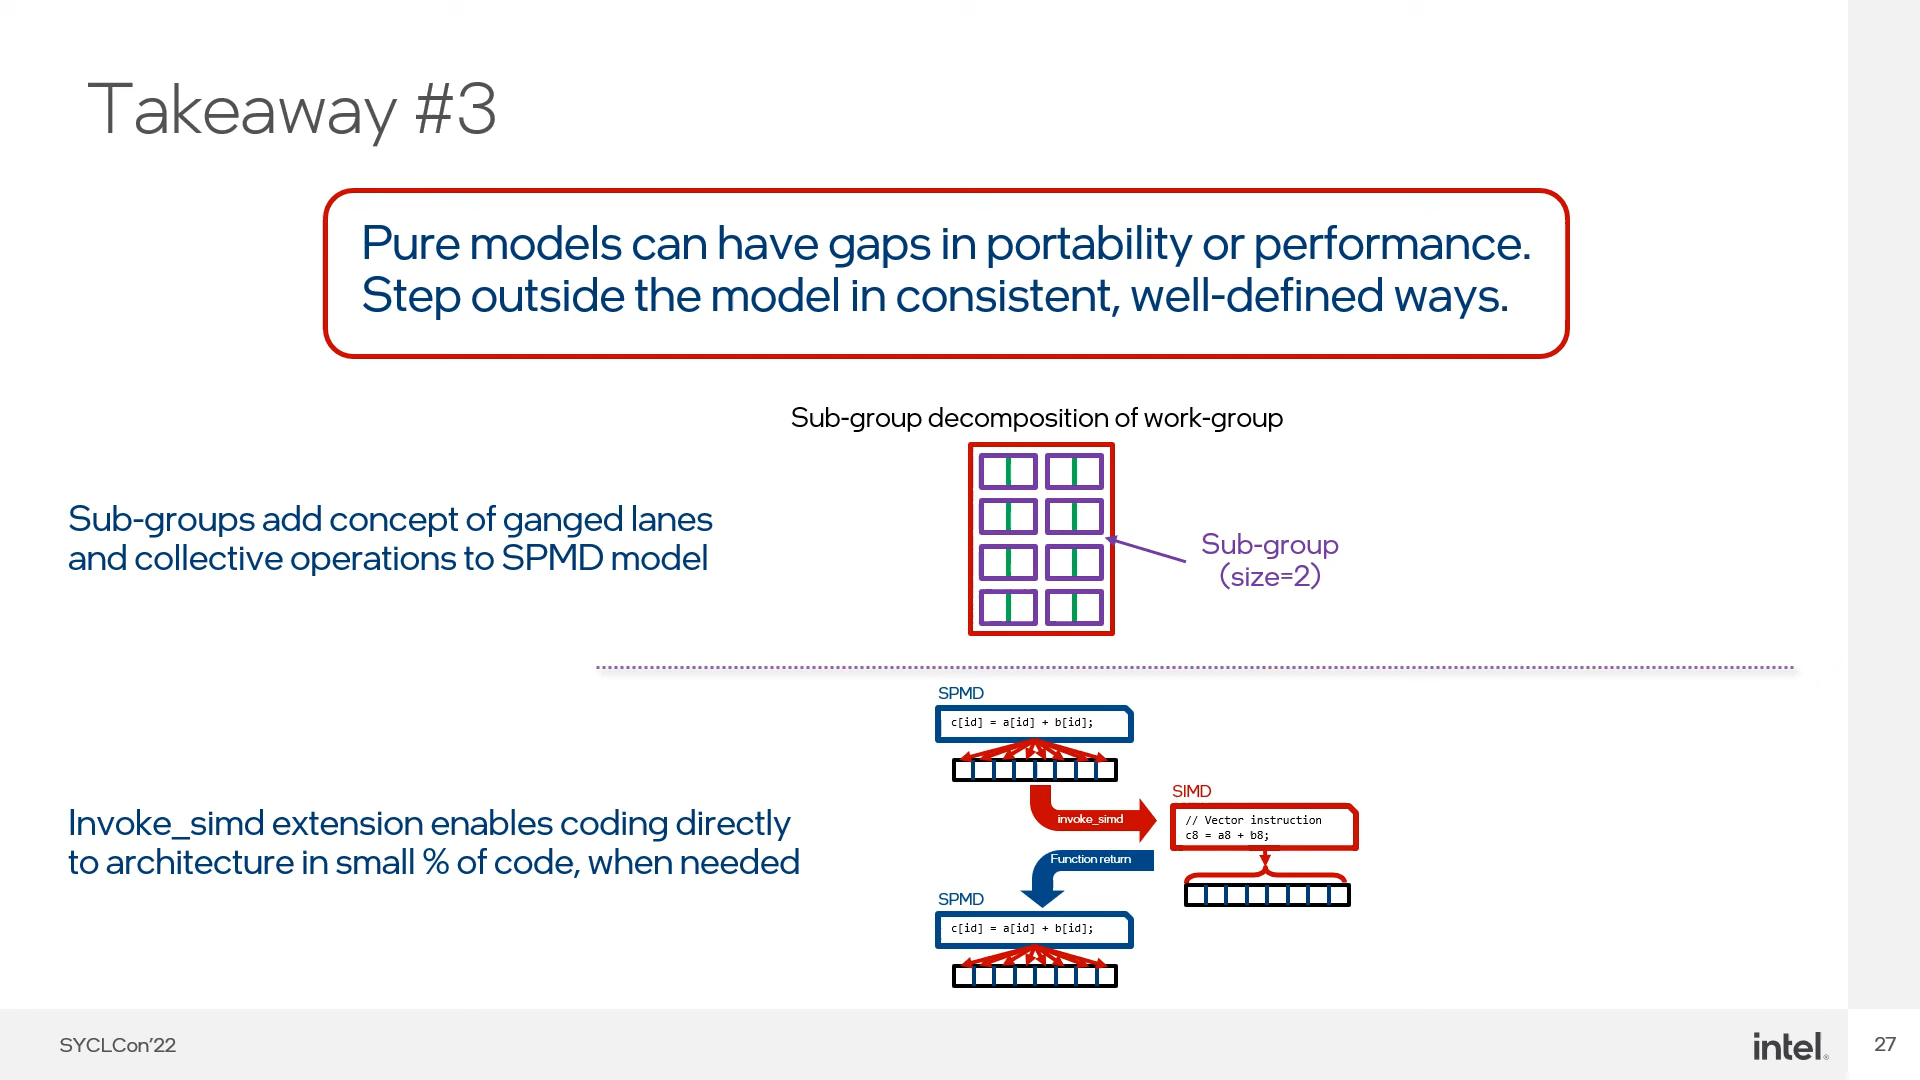 Takeaway #3
Pure models can have gaps in portability or performance.
Step outside the model in consistent, well-defined ways.
Sub-group decomposition of work-group
Sub-groups add concept of ganged lanes
and collective operations to SPMD model
Sub-group
(size=2)
SPMD
c[id] = a[id] + b[id];
Invoke_simd extension enables coding directly
to architecture in small % of code, when needed
invoke_simd
SIMD
// Vector instruction
c8 = a8 + b8;
Function return
SPMD
c[id] = a[id] + b[id];
SYCLCon’22
intel®
27